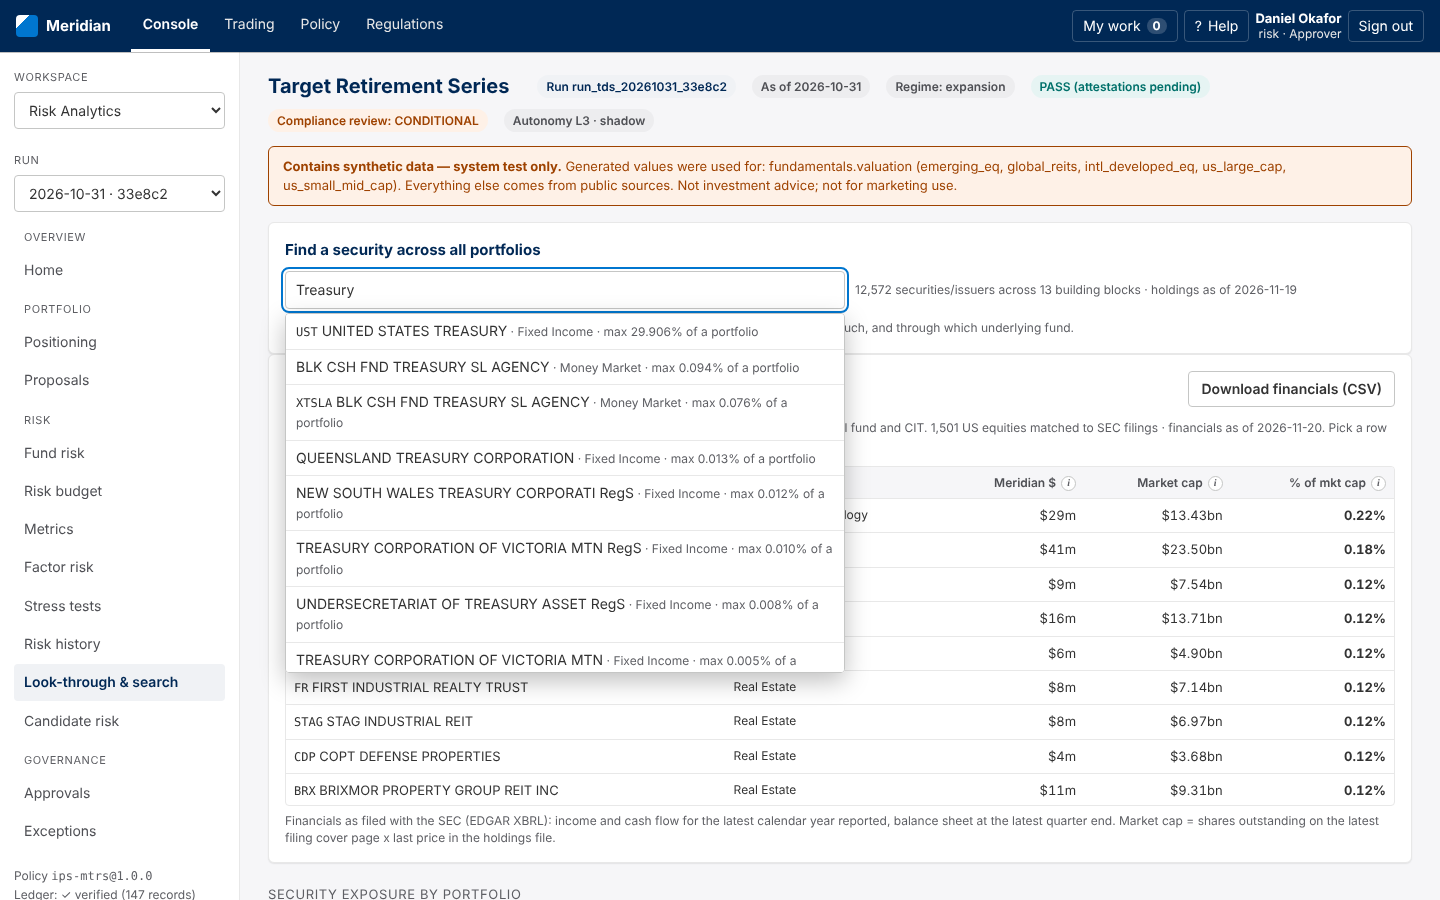 Meridian
Console
Trading
Policy
Regulations
My work 0
? Help
Daniel Okafor
risk · Approver
Sign out
WORKSPACE
Risk Analytics
RUN
2026-10-31 · 33e8c2
OVERVIEW
Home
PORTFOLIO
Positioning
Proposals
RISK
Fund risk
Risk budget
Metrics
Factor risk
Stress tests
Risk history
Look-through & search
Candidate risk
GOVERNANCE
Approvals
Exceptions
Policy ips-mtrs@1.0.0
Ledger: ✓ verified (147 records)
Target Retirement Series
Run run_tds_20261031_33e8c2
As of 2026-10-31
Regime: expansion
PASS (attestations pending)
Compliance review: CONDITIONAL
Autonomy L3 · shadow
Contains synthetic data — system test only. Generated values were used for: fundamentals.valuation (emerging_eq, global_reits, intl_developed_eq, us_large_cap,
us_small_mid_cap). Everything else comes from public sources. Not investment advice; not for marketing use.
Find a security across all portfolios
Treasury
12,572 securities/issuers across 13 building blocks · holdings as of 2026-11-19
uch, and through which underlying fund.
UST UNITED STATES TREASURY · Fixed Income · max 29.906% of a portfolio
BLK CSH FND TREASURY SL AGENCY · Money Market · max 0.094% of a portfolio
XTSLA BLK CSH FND TREASURY SL AGENCY · Money Market · max 0.076% of a
portfolio
QUEENSLAND TREASURY CORPORATION · Fixed Income · max 0.013% of a portfolio
NEW SOUTH WALES TREASURY CORPORATI RegS · Fixed Income · max 0.012% of a
portfolio
TREASURY CORPORATION OF VICTORIA MTN RegS · Fixed Income · max 0.010% of a
portfolio
UNDERSECRETARIAT OF TREASURY ASSET RegS · Fixed Income · max 0.008% of a
portfolio
TREASURY CORPORATION OF VICTORIA MTN · Fixed Income · max 0.005% of a
Download financials (CSV)
fund and CIT. 1,501 US equities matched to SEC filings · financials as of 2026-11-20. Pick a row
Meridian $ i Market cap i % of mkt cap i
logy $29m $13.43bn 0.22%
$41m $23.50bn 0.18%
$9m $7.54bn 0.12%
$16m $13.71bn 0.12%
$6m $4.90bn 0.12%
FR FIRST INDUSTRIAL REALTY TRUST Real Estate $8m $7.14bn 0.12%
STAG STAG INDUSTRIAL REIT Real Estate $8m $6.97bn 0.12%
CDP COPT DEFENSE PROPERTIES Real Estate $4m $3.68bn 0.12%
BRX BRIXMOR PROPERTY GROUP REIT INC Real Estate $11m $9.31bn 0.12%
Financials as filed with the SEC (EDGAR XBRL): income and cash flow for the latest calendar year reported, balance sheet at the latest quarter end. Market cap = shares outstanding on the latest
filing cover page x last price in the holdings file.
SECURITY EXPOSURE BY PORTFOLIO